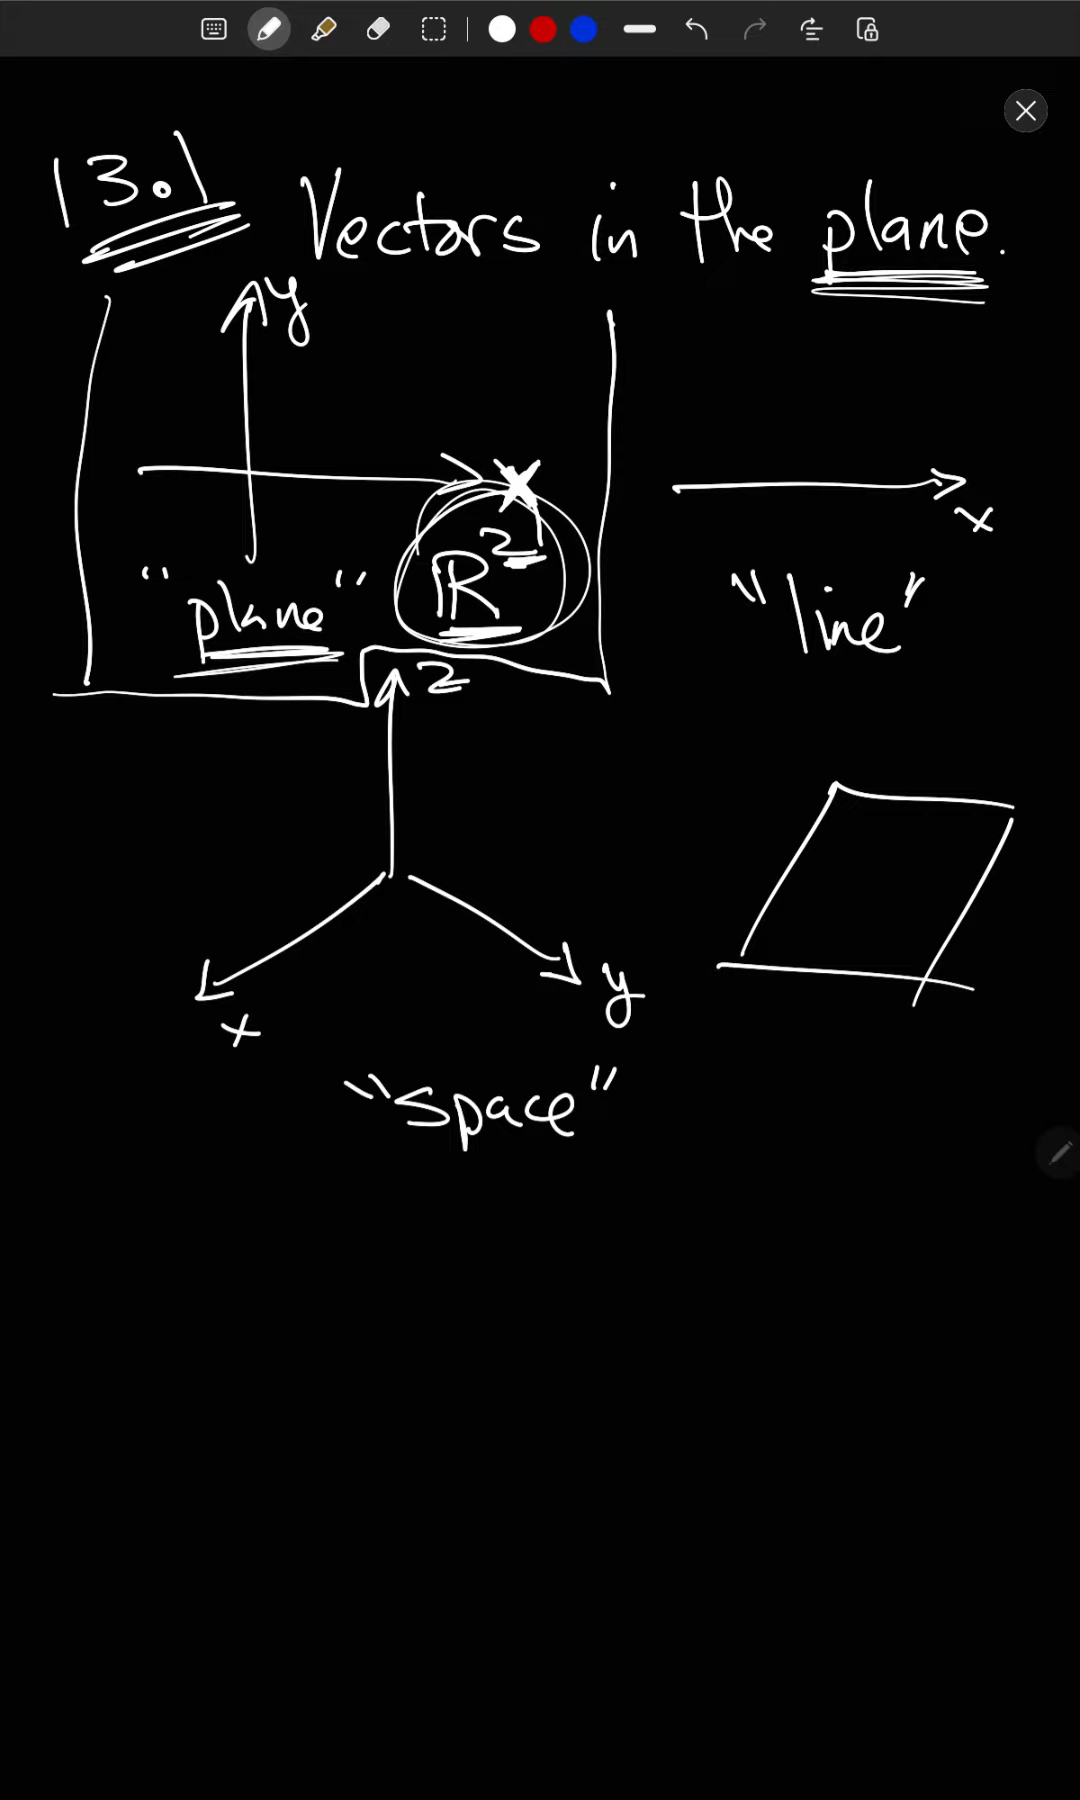 13.1 Vectors in the plane.
y
x
x
"plane" ℝ² "line"
z
x
y
"space"